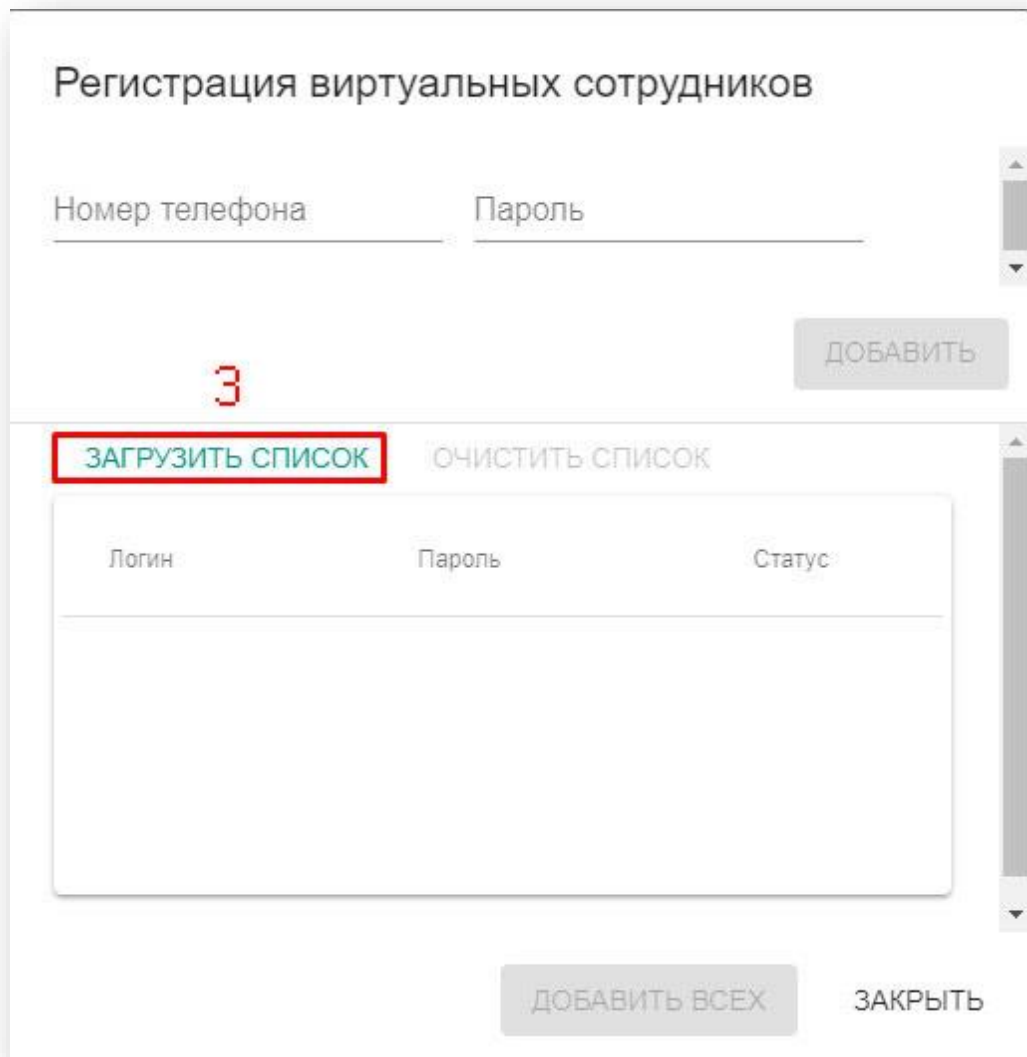 Регистрация виртуальных сотрудников
Номер телефона Пароль
ДОБАВИТЬ
3
ЗАГРУЗИТЬ СПИСОК ОЧИСТИТЬ СПИСОК
Логин Пароль Статус
ДОБАВИТЬ ВСЕХ ЗАКРЫТЬ